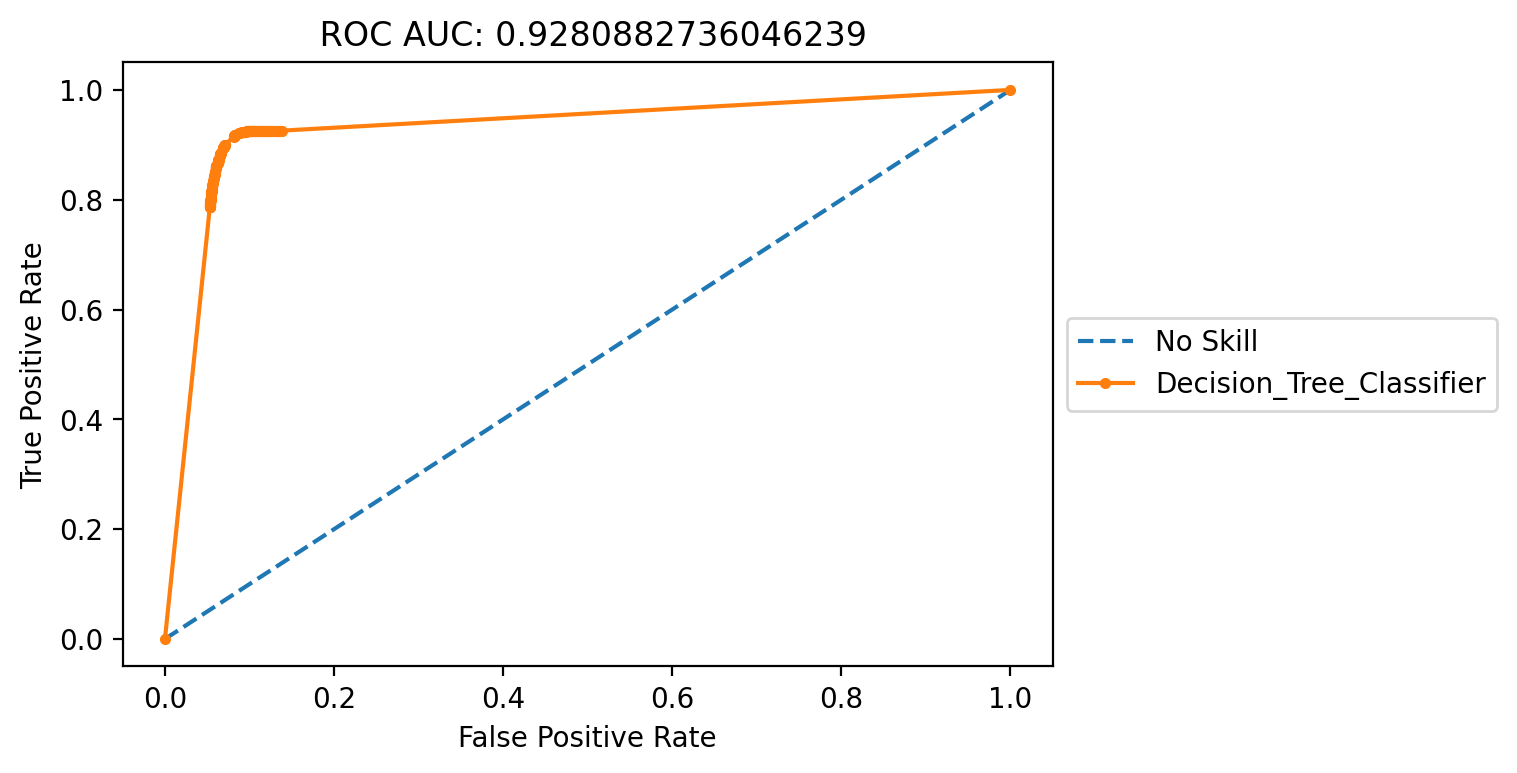 ROC AUC: 0.9280882736046239
1.0
0.8
0.6
0.4
0.2
0.0
True Positive Rate
0.0 0.2 0.4 0.6 0.8 1.0
False Positive Rate
No Skill
Decision_Tree_Classifier